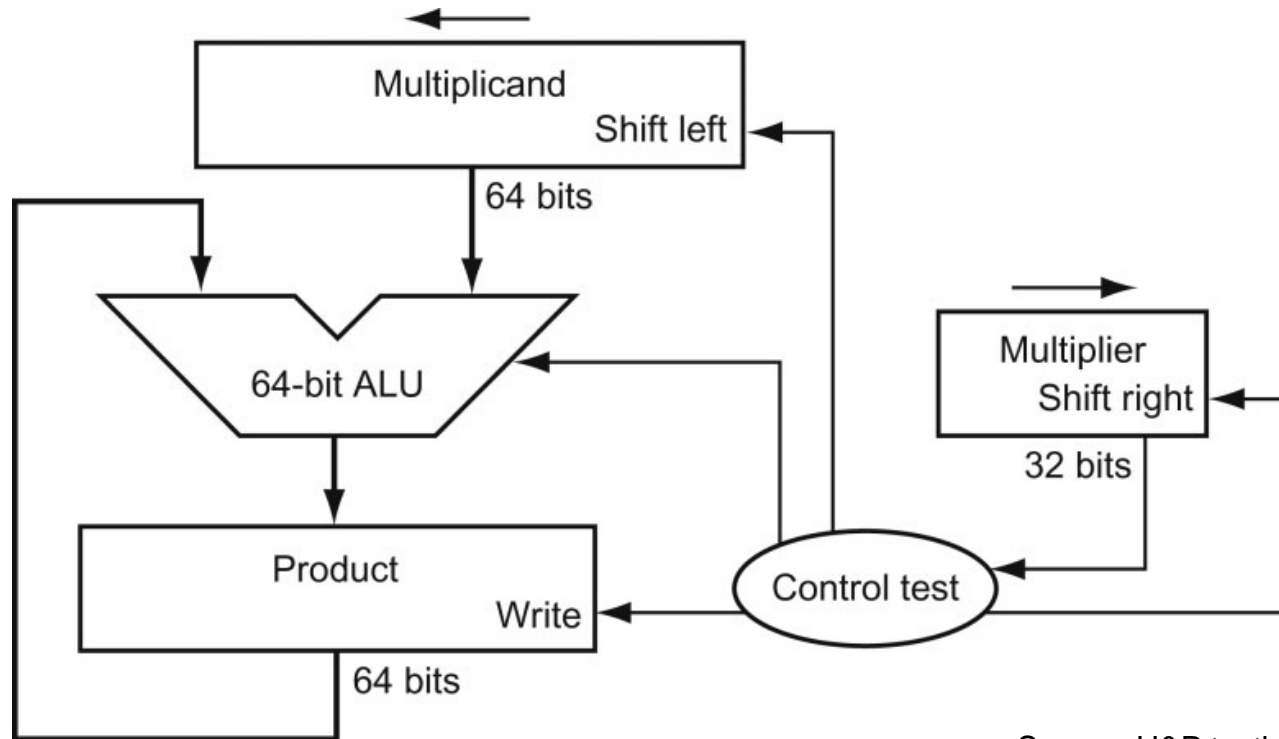 Multiplicand
Shift left
64 bits
64-bit ALU
Multiplier
Shift right
32 bits
Product
Write
Control test
64 bits